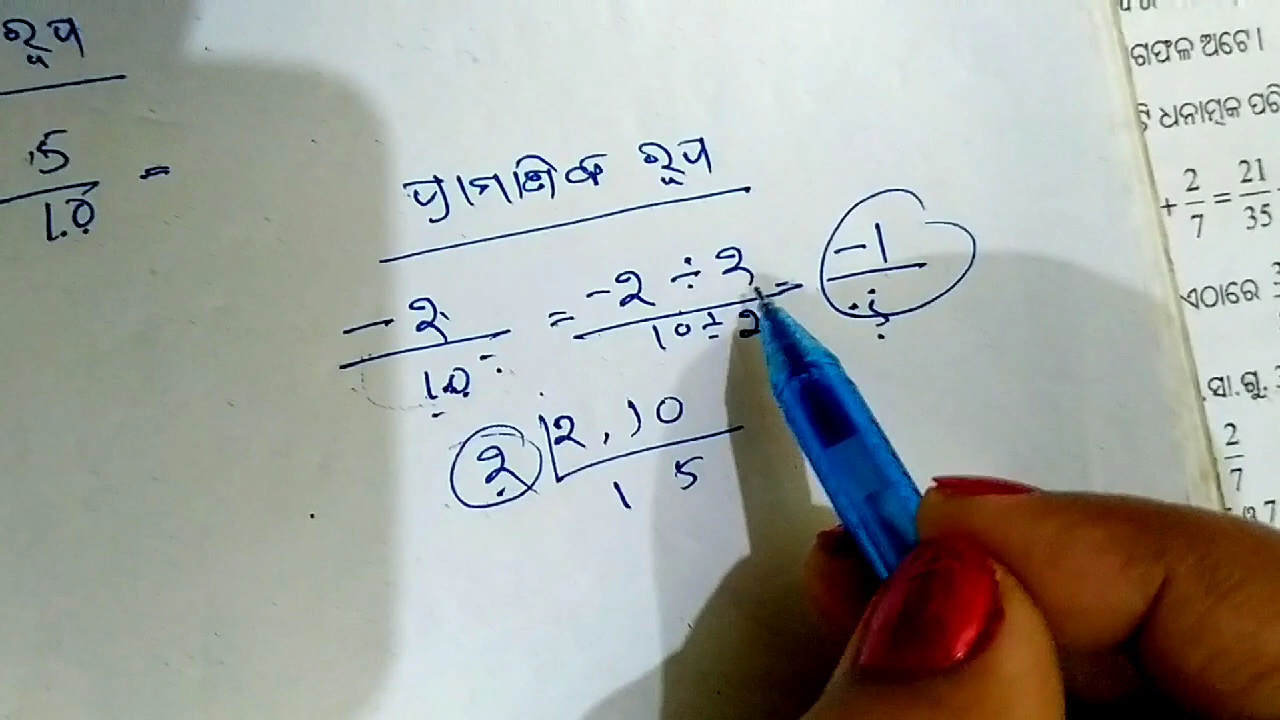 ରୂପ
5/10 =
ପ୍ରାମାଣିକ ରୂପ
-2/10 = -2 ÷ 2 / 10 ÷ 2 = -1/
2 | 2, 10
1 5
ଗଫଳ ଅଟେ।
ଧନାତ୍ମକ ପରି
+ 2/7 = 21/35
ଏଠାରେ
ସା.ଗୁ.
2/7